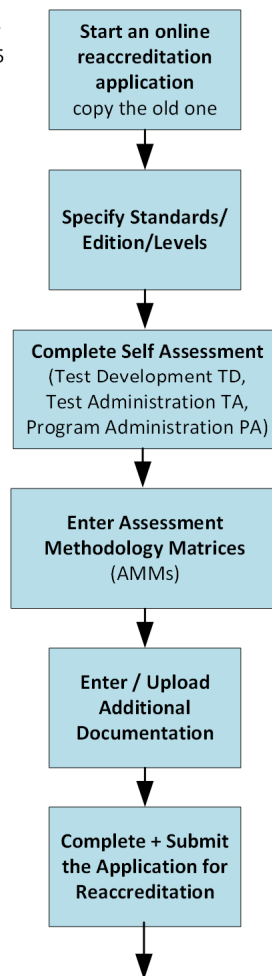 Start an online
reaccreditation
application
copy the old one
Specify Standards/
Edition/Levels
Complete Self Assessment
(Test Development TD,
Test Administration TA,
Program Administration PA)
Enter Assessment
Methodology Matrices
(AMMs)
Enter / Upload
Additional
Documentation
Complete + Submit
the Application for
Reaccreditation